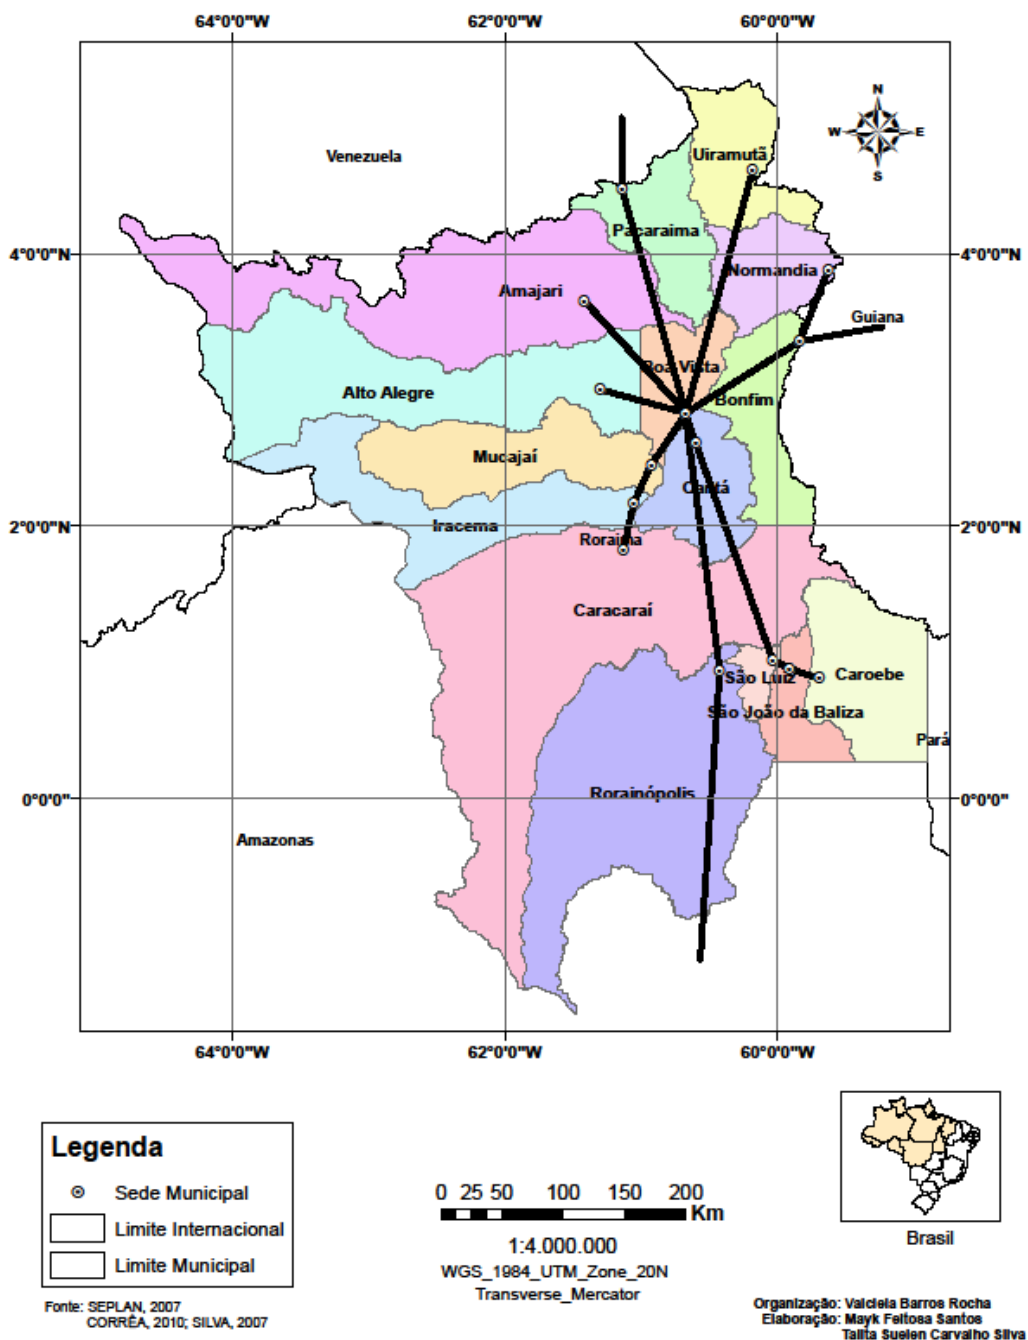 64°0'0"W 62°0'0"W 60°0'0"W
N
W E
S
Venezuela
Uiramutã
Pacaraima
4°0'0"N 4°0'0"N
Normandia
Amajari
Guiana
Boa Vista
Alto Alegre
Bonfim
Mucajaí
Cantá
2°0'0"N Iracema 2°0'0"N
Roraima
Caracaraí
São Luiz Caroebe
São João da Baliza
Pará
Rorainópolis
0°0'0" 0°0'0"
Amazonas
64°0'0"W 62°0'0"W 60°0'0"W
Legenda
Sede Municipal
Limite Internacional
Limite Municipal
0 25 50 100 150 200
Km
1:4.000.000
WGS_1984_UTM_Zone_20N
Transverse_Mercator
Brasil
Fonte: SEPLAN, 2007
CORRÊA, 2010; SILVA, 2007
Organização: Valciela Barros Rocha
Elaboração: Mayk Feitosa Santos
Talita Suelen Carvalho Silva